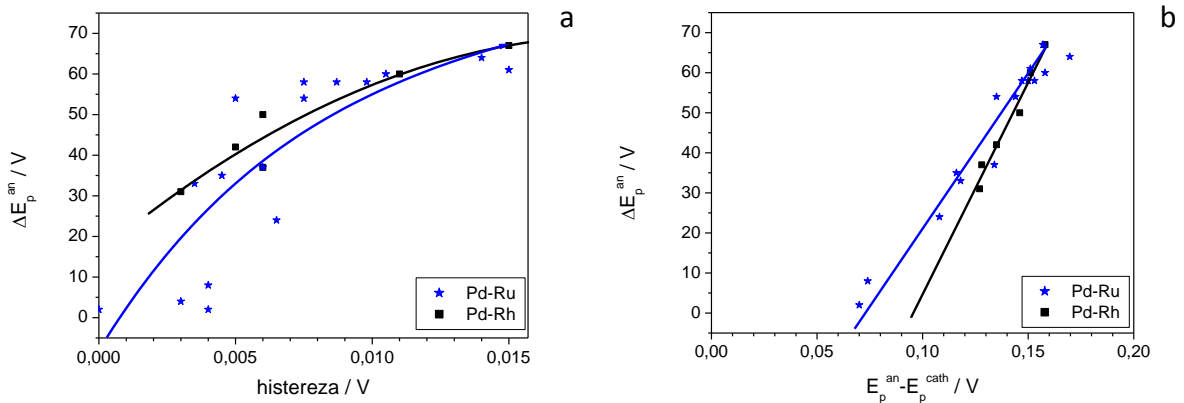 a
ΔE_p^an / V
70
60
50
40
30
20
10
0
0,000
0,005
0,010
0,015
histereza / V
Pd-Ru
Pd-Rh
b
ΔE_p^an / V
70
60
50
40
30
20
10
0
0,00
0,05
0,10
0,15
0,20
E_p^an-E_p^cath / V
Pd-Ru
Pd-Rh